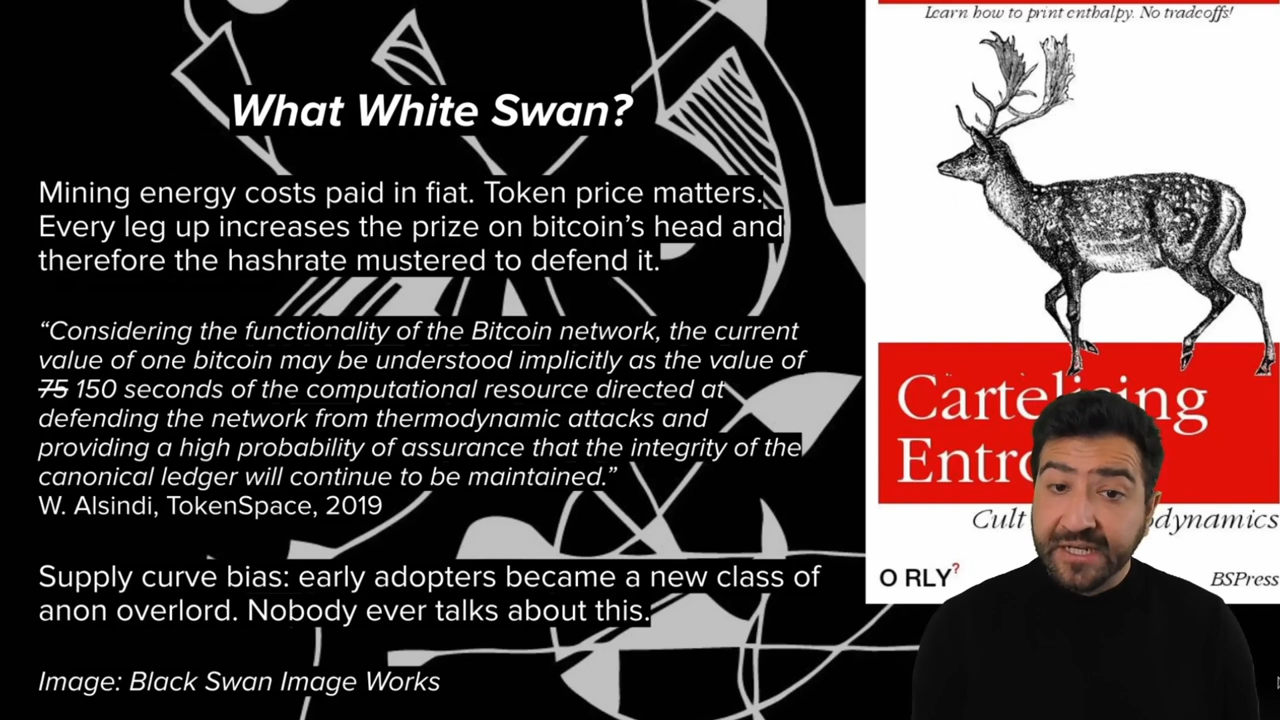 What White Swan?
Mining energy costs paid in fiat. Token price matters.
Every leg up increases the prize on bitcoin’s head and
therefore the hashrate mustered to defend it.
“Considering the functionality of the Bitcoin network, the current
value of one bitcoin may be understood implicitly as the value of
75 150 seconds of the computational resource directed at
defending the network from thermodynamic attacks and
providing a high probability of assurance that the integrity of the
canonical ledger will continue to be maintained.”
W. Alsindi, TokenSpace, 2019
Supply curve bias: early adopters became a new class of
anon overlord. Nobody ever talks about this.
Image: Black Swan Image Works
Learn how to print enthalpy. No tradeoffs!
Cult
O RLY?
BSPress